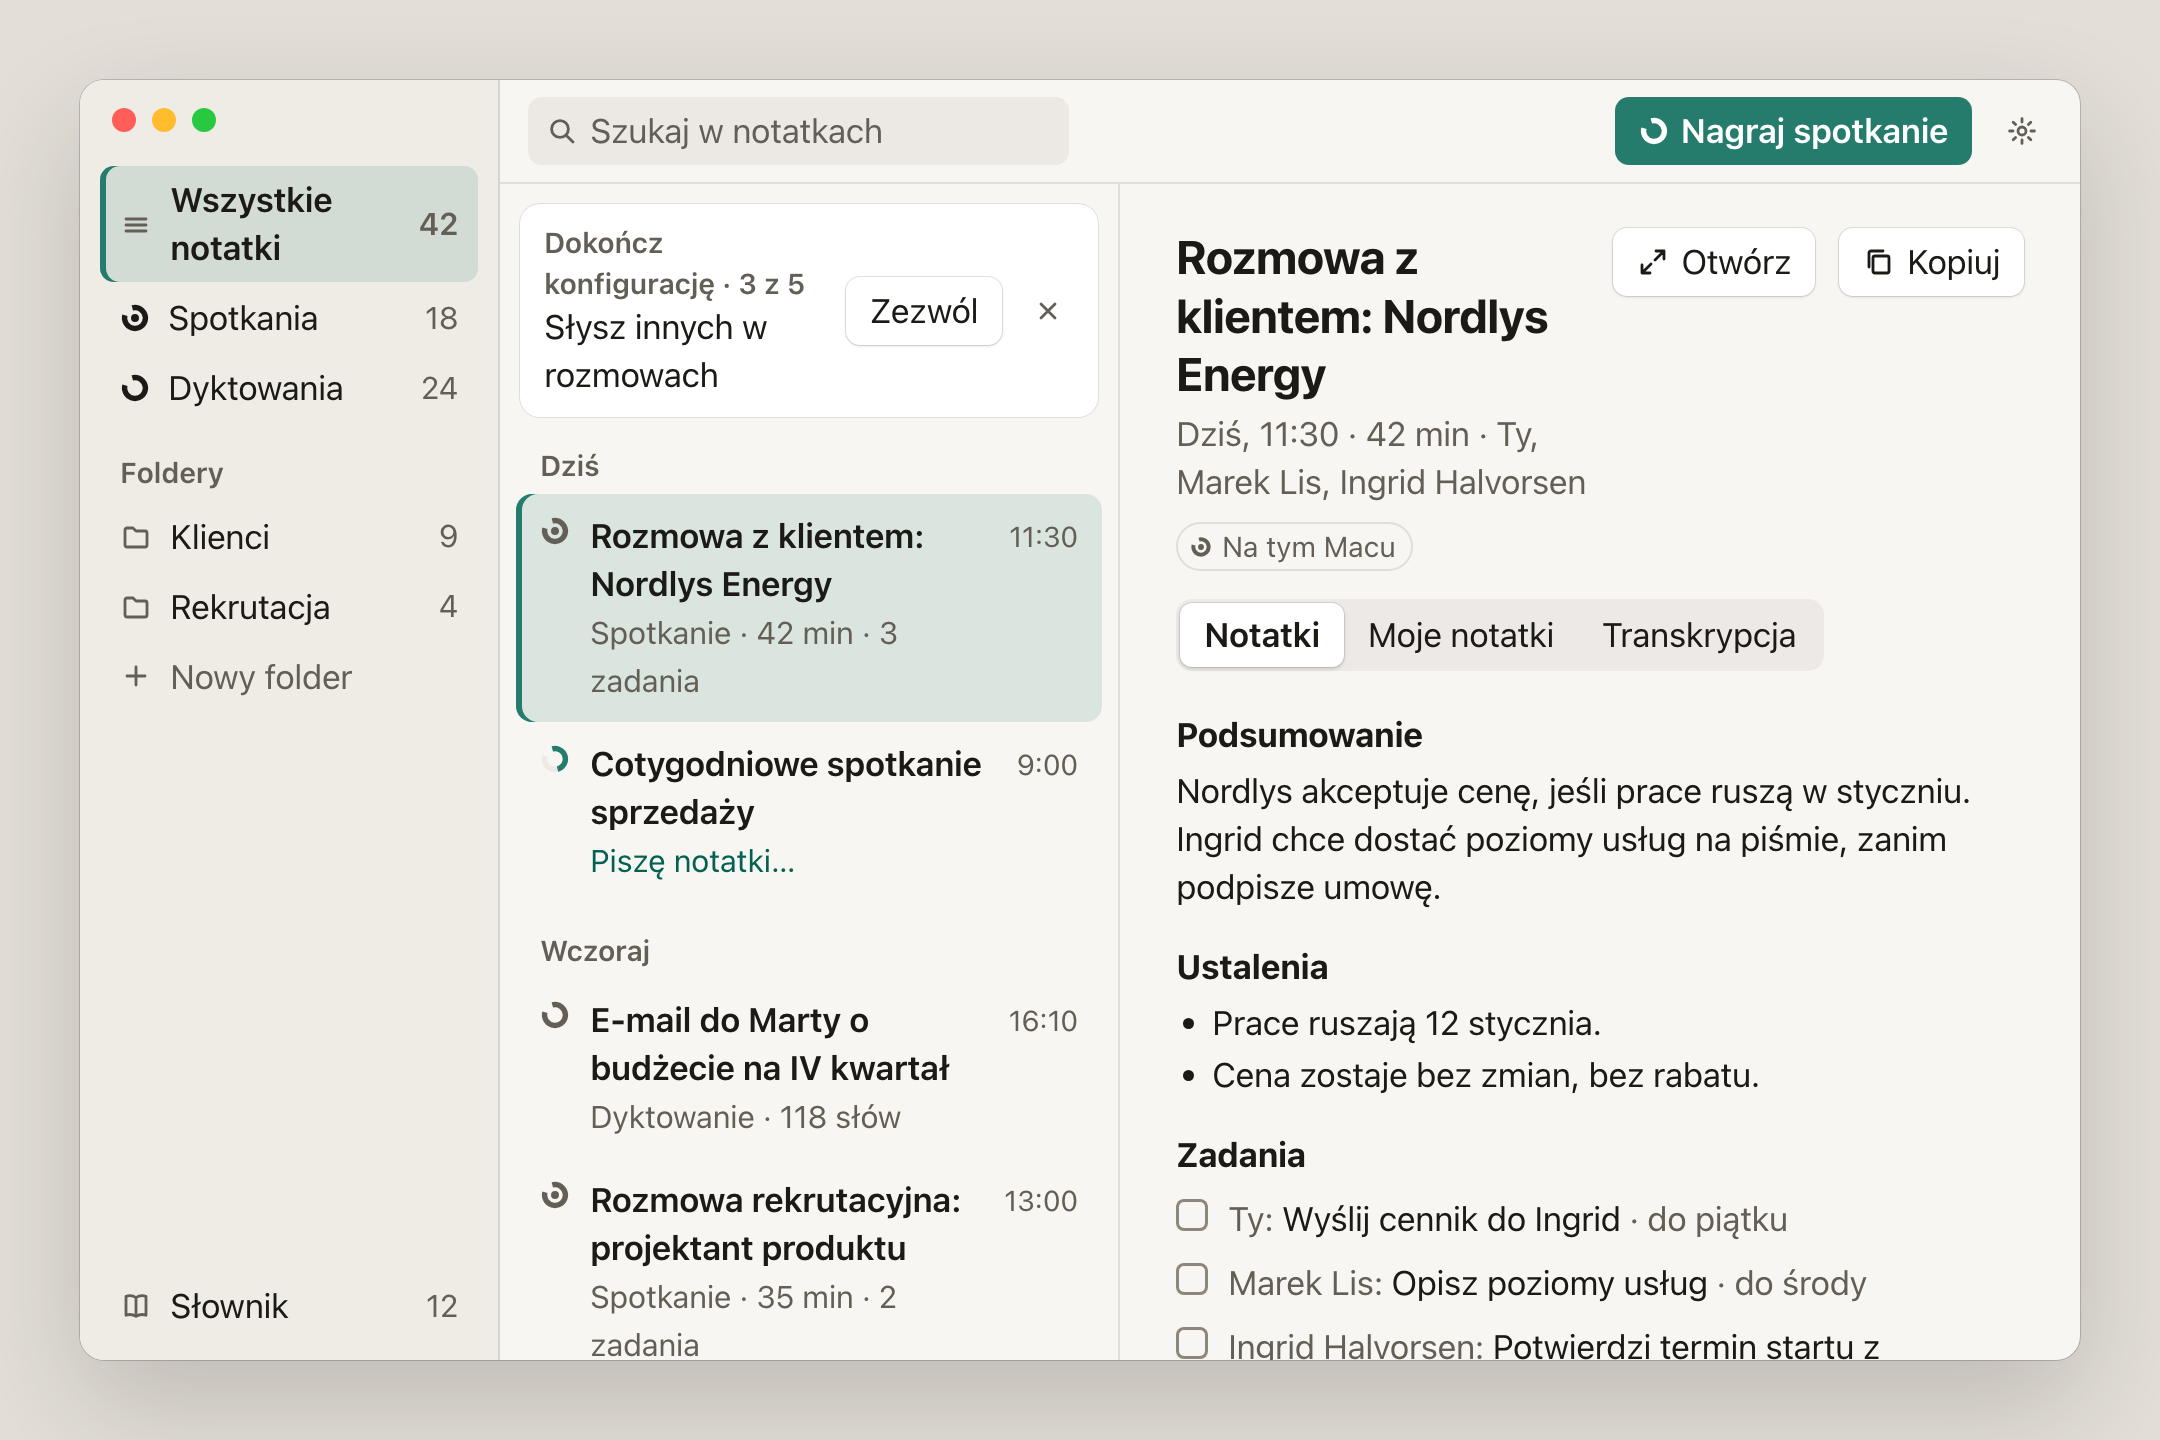 Wszystkie
notatki
42
Spotkania
18
Dyktowania
24
Foldery
Klienci
9
Rekrutacja
4
Nowy folder
Słownik
12
Szukaj w notatkach
Nagraj spotkanie
Dokończ
konfigurację · 3 z 5
Słysz innych w
rozmowach
Zezwól
Dziś
Rozmowa z klientem:
Nordlys Energy
11:30
Spotkanie · 42 min · 3
zadania
Cotygodniowe spotkanie
sprzedaży
9:00
Piszę notatki...
Wczoraj
E-mail do Marty o
budżecie na IV kwartał
16:10
Dyktowanie · 118 słów
Rozmowa rekrutacyjna:
projektant produktu
13:00
Spotkanie · 35 min · 2
zadania
Rozmowa z
klientem: Nordlys
Energy
Otwórz
Kopiuj
Dziś, 11:30 · 42 min · Ty,
Marek Lis, Ingrid Halvorsen
Na tym Macu
Notatki
Moje notatki
Transkrypcja
Podsumowanie
Nordlys akceptuje cenę, jeśli prace ruszą w styczniu.
Ingrid chce dostać poziomy usług na piśmie, zanim
podpisze umowę.
Ustalenia
• Prace ruszają 12 stycznia.
• Cena zostaje bez zmian, bez rabatu.
Zadania
Ty: Wyślij cennik do Ingrid · do piątku
Marek Lis: Opisz poziomy usług · do środy
Ingrid Halvorsen: Potwierdzi termin startu z